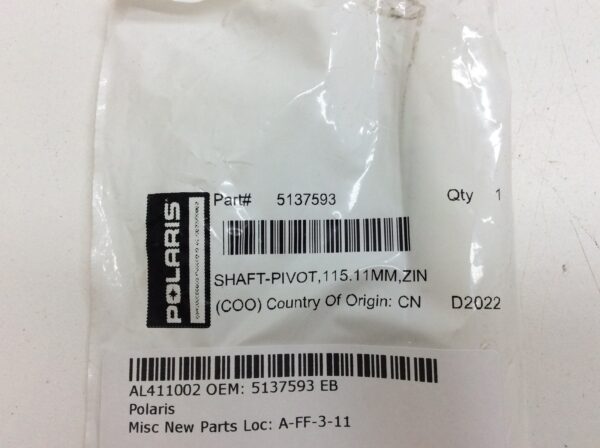 POLARIS
Part# 5137593 Qty 1
SHAFT-PIVOT,115.11MM,ZIN
(COO) Country Of Origin: CN D2022
AL411002 OEM: 5137593 EB
Polaris
Misc New Parts Loc: A-FF-3-11